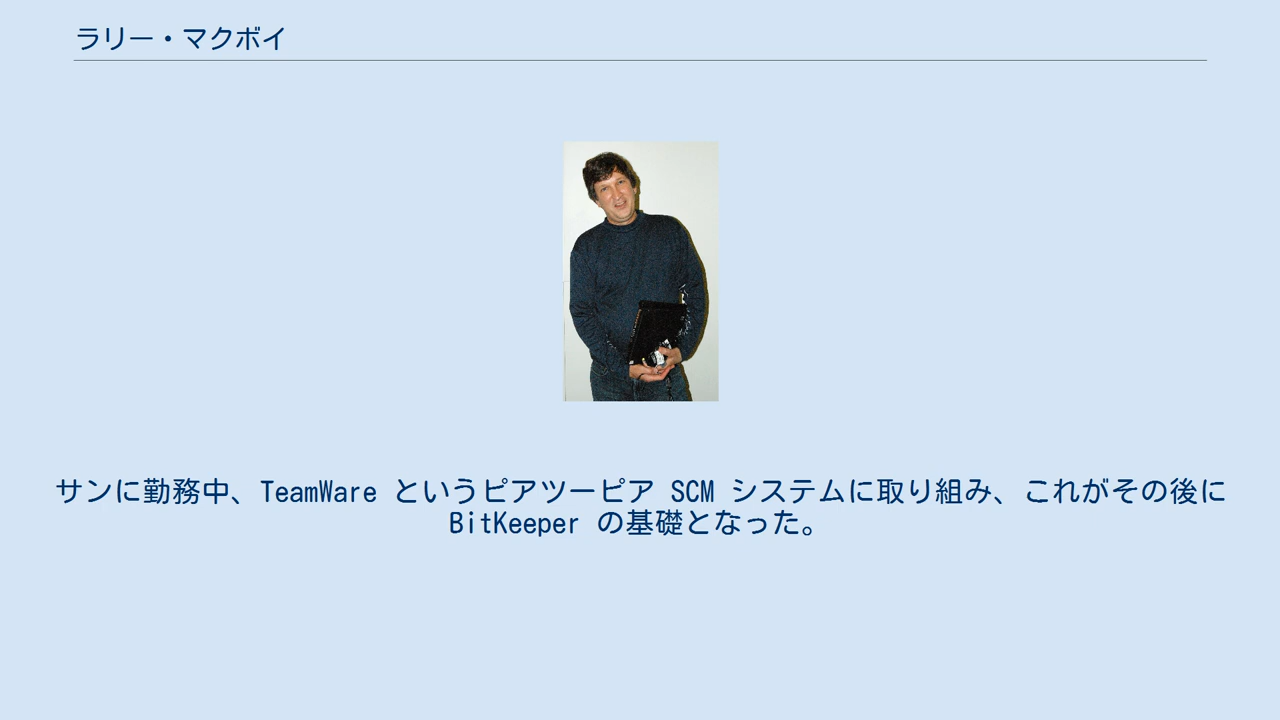 ラリー・マクボイ
サンに勤務中、TeamWare というピアツーピア SCM システムに取り組み、これがその後に
BitKeeper の基礎となった。